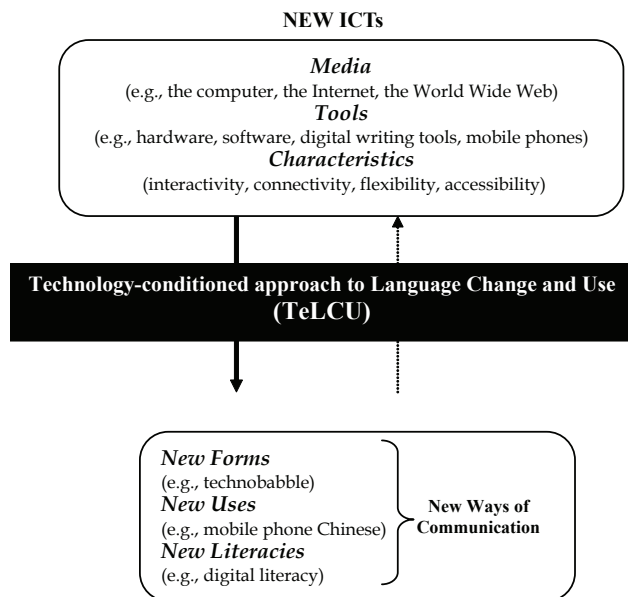 NEW ICTs
Media
(e.g., the computer, the Internet, the World Wide Web)
Tools
(e.g., hardware, software, digital writing tools, mobile phones)
Characteristics
(interactivity, connectivity, flexibility, accessibility)
Technology-conditioned approach to Language Change and Use
(TeLCU)
New Forms
(e.g., technobabble)
New Uses
(e.g., mobile phone Chinese)
New Literacies
(e.g., digital literacy)
New Ways of
Communication